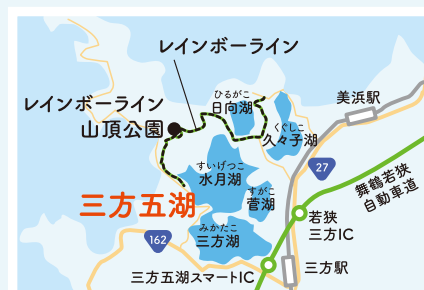 レインボーライン
ひるがこ
日向湖
レインボーライン
山頂公園
美浜駅
くぐしこ
久々子湖
すいげつこ
水月湖
27
舞鶴若狭
自動車道
すがこ
菅湖
三方五湖
若狭
三方IC
みかたこ
三方湖
162
三方五湖スマートIC
三方駅